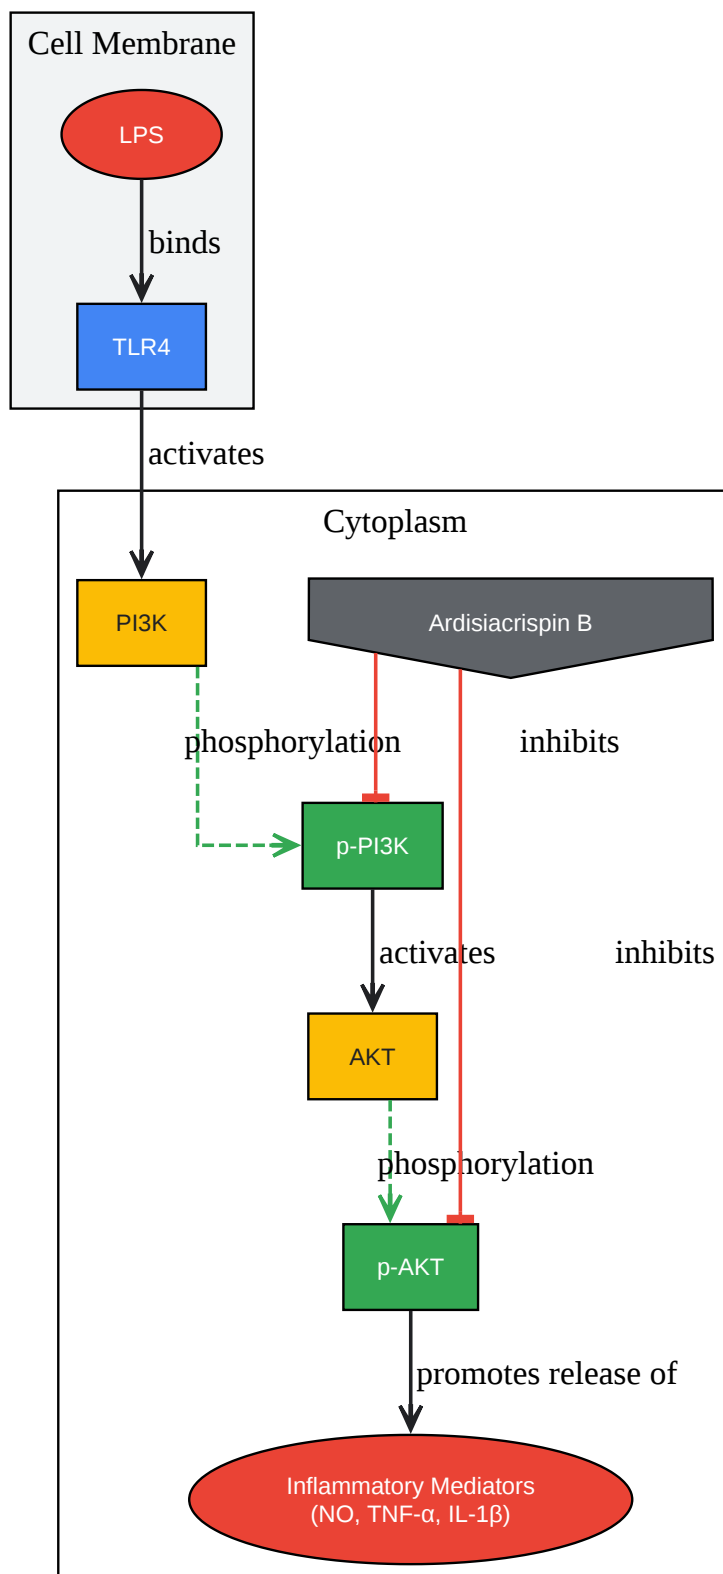 Cell Membrane
LPS
binds
TLR4
activates
Cytoplasm
PI3K
Ardisiacrispin B
phosphorylation
inhibits
p-PI3K
activates
inhibits
AKT
phosphorylation
p-AKT
promotes release of
Inflammatory Mediators
(NO, TNF-α, IL-1β)